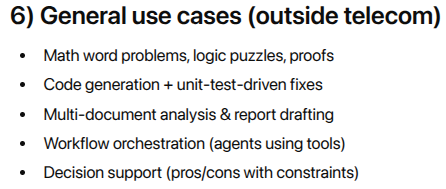 6) General use cases (outside telecom)
• Math word problems, logic puzzles, proofs
• Code generation + unit-test-driven fixes
• Multi-document analysis & report drafting
• Workflow orchestration (agents using tools)
• Decision support (pros/cons with constraints)